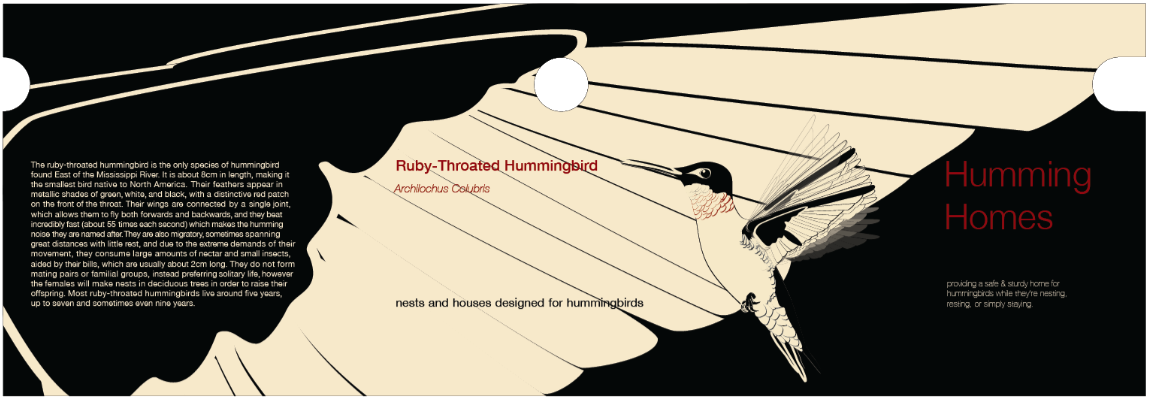 The ruby-throated hummingbird is the only species of hummingbird
found East of the Mississippi River. It is about 8cm in length, making it
the smallest bird native to North America. Their feathers appear in
metallic shades of green, white, and black, with a distinctive red patch
on the front of the throat. Their wings are connected by a single joint,
which allows them to fly both forwards and backwards, and they beat
incredibly fast (about 55 times each second) which makes the humming
noise they are named after. They are also migratory, sometimes spanning
great distances with little rest, and due to the extreme demands of their
movement, they consume large amounts of nectar and small insects,
aided by their bills, which are usually about 2cm long. They do not form
mating pairs or familial groups, instead preferring solitary life, however
the females will make nests in deciduous trees in order to raise their
offspring. Most ruby-throated hummingbirds live around five years,
up to seven and sometimes even nine years.
Ruby-Throated Hummingbird
Archilochus Colubris
nests and houses designed for hummingbirds
Humming
Homes
providing a safe & sturdy home for
hummingbirds while they're nesting,
resting, or simply staying.